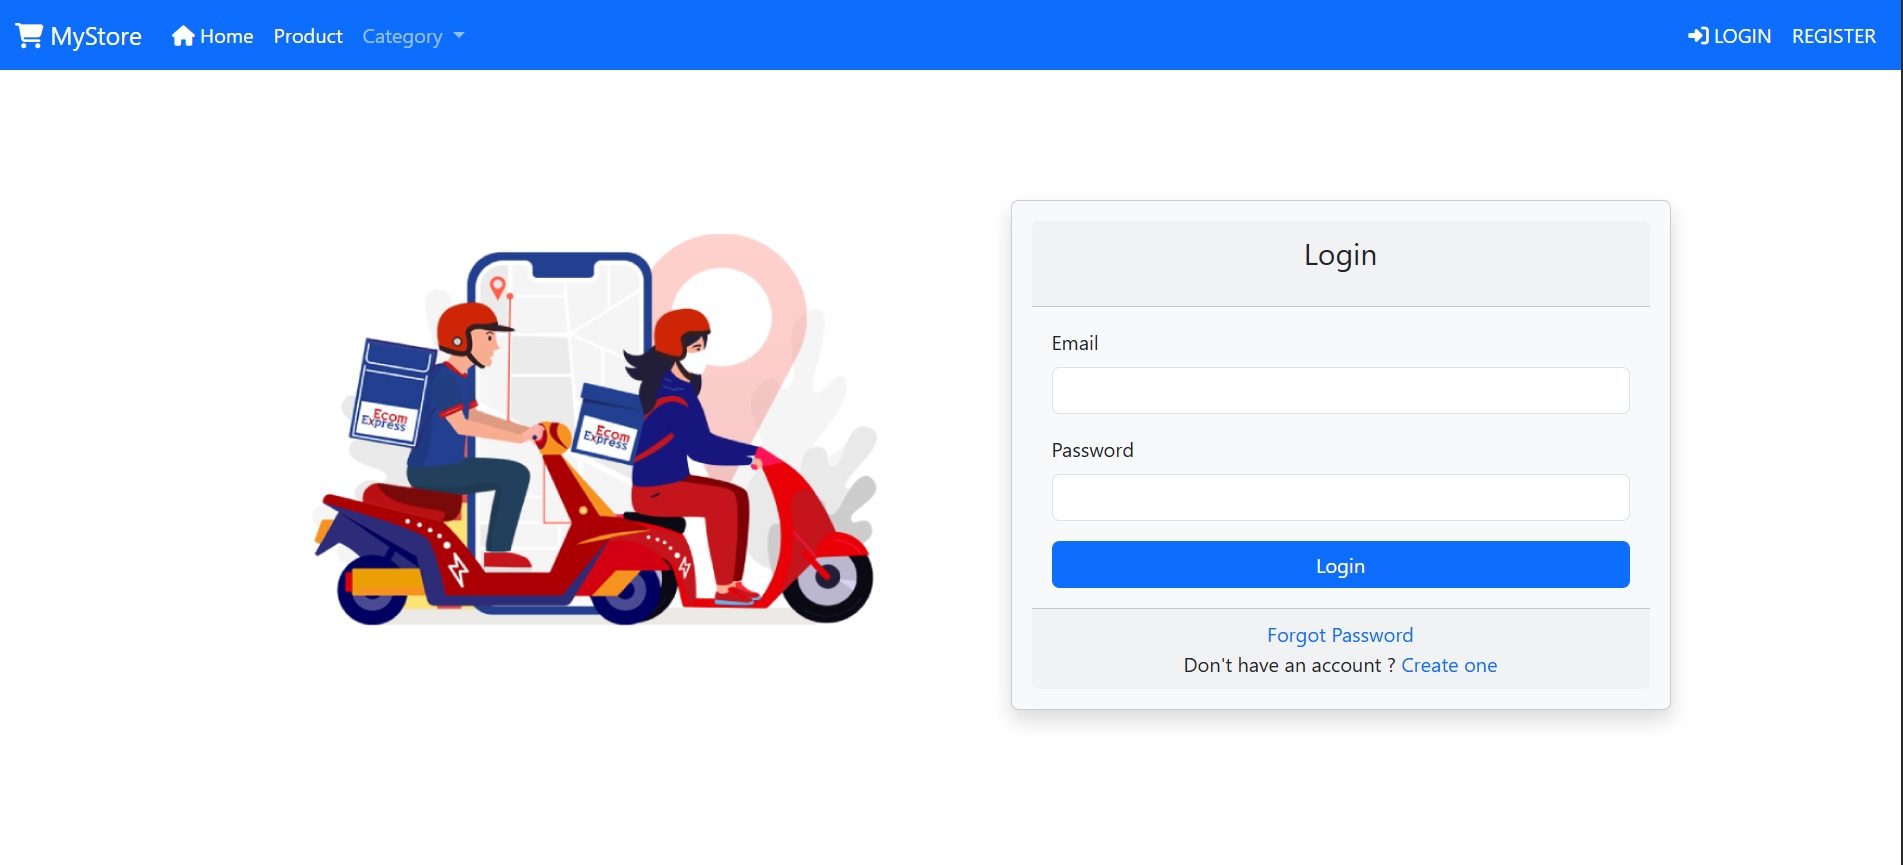 MyStore Home Product Category LOGIN REGISTER
Login
Email
Password
Login
Forgot Password
Don't have an account ? Create one
Ecom
Express
Ecom
Express